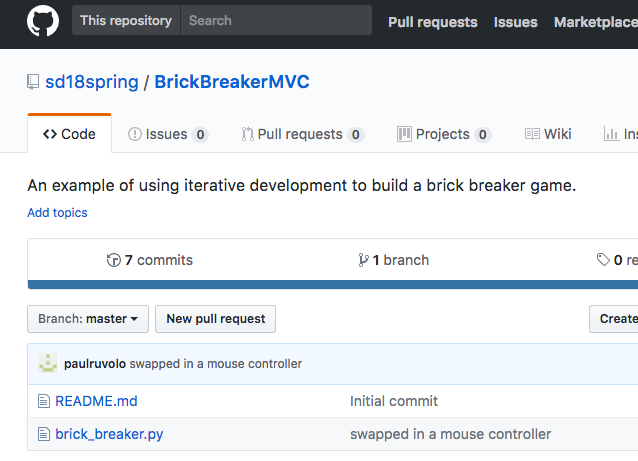 This repository Search Pull requests Issues Marketplace
sd18spring / BrickBreakerMVC
Code Issues 0 Pull requests 0 Projects 0 Wiki
An example of using iterative development to build a brick breaker game.
Add topics
7 commits 1 branch 0
Branch: master New pull request Create
paulruvolo swapped in a mouse controller
README.md Initial commit
brick_breaker.py swapped in a mouse controller